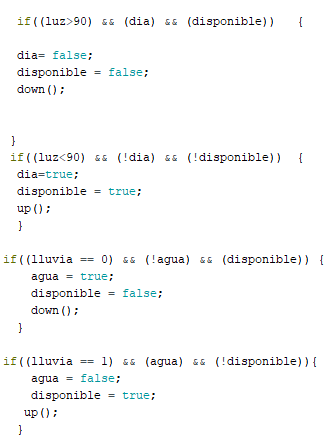 if((luz>90) && (dia) && (disponible)) {
dia= false;
disponible = false;
down();
}
if((luz<90) && (!dia) && (!disponible)) {
dia=true;
disponible = true;
up();
}
if((lluvia == 0) && (!agua) && (disponible)) {
agua = true;
disponible = false;
down();
}
if((lluvia == 1) && (agua) && (!disponible)){
agua = false;
disponible = true;
up();
}